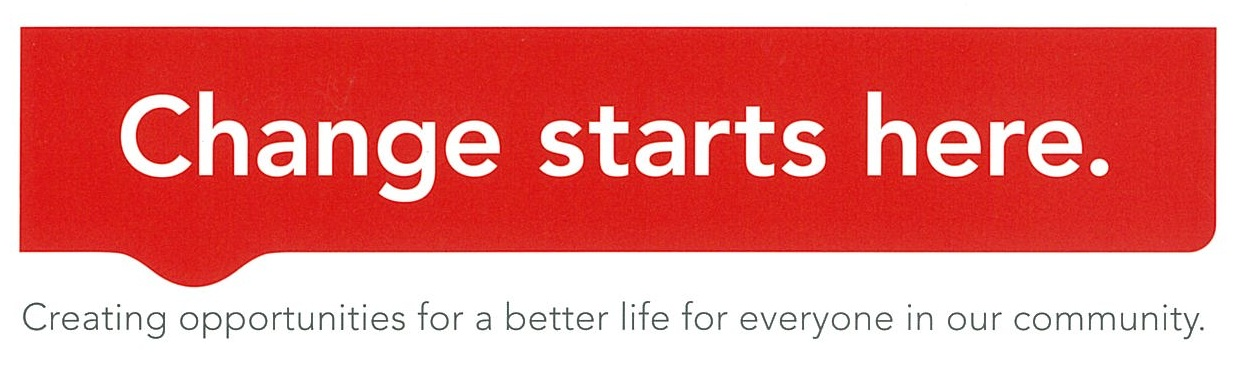 Change starts here.
Creating opportunities for a better life for everyone in our community.